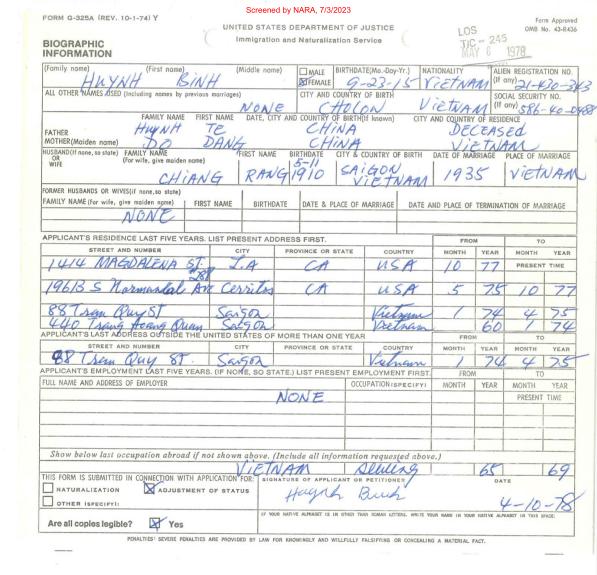 Screened by NARA, 7/3/2023
FORM G-325A (REV. 10-1-74) Y
Form Approved
OMB No. 43-R436
UNITED STATES DEPARTMENT OF JUSTICE
Immigration and Naturalization Service
LOS
TIC - 245
MAY 6 1978
BIOGRAPHIC
INFORMATION
(Family name) (First name) (Middle name) MALE FEMALE BIRTHDATE(Mo.-Day-Yr.) NATIONALITY ALIEN REGISTRATION NO. (If any)
HUYNH BINH 9-23-15 VIETNAM 21-430-343
ALL OTHER NAMES USED (Including names by previous marriages) CITY AND COUNTRY OF BIRTH SOCIAL SECURITY NO. (If any)
NONE CHOLON VIETNAM 586-40-0488
FAMILY NAME FIRST NAME DATE, CITY AND COUNTRY OF BIRTH(If known) CITY AND COUNTRY OF RESIDENCE
FATHER HUYNH TE CHINA DECEASED
MOTHER(Maiden name) DO DANG CHINA VIETNAM
HUSBAND(If none, so state) OR WIFE FAMILY NAME (For wife, give maiden name) FIRST NAME BIRTHDATE CITY & COUNTRY OF BIRTH DATE OF MARRIAGE PLACE OF MARRIAGE
CHIANG RANG 5-11 1910 SAIGON VIETNAM 1935 VIETNAM
FORMER HUSBANDS OR WIVES(If none, so state)
FAMILY NAME (For wife, give maiden name) FIRST NAME BIRTHDATE DATE & PLACE OF MARRIAGE DATE AND PLACE OF TERMINATION OF MARRIAGE
NONE
APPLICANT'S RESIDENCE LAST FIVE YEARS. LIST PRESENT ADDRESS FIRST. FROM TO
STREET AND NUMBER CITY PROVINCE OR STATE COUNTRY MONTH YEAR MONTH YEAR
1414 MAGDALENA ST. L.A CA USA 10 77 PRESENT TIME
19613 S Normandal Ave Cerritos CA USA 5 75 10 77
88 Tran Quy St Saigon Vietnam 1 74 4 75
440 Trang Hoang Quan Saigon Vietnam 60 1 74
APPLICANT'S LAST ADDRESS OUTSIDE THE UNITED STATES OF MORE THAN ONE YEAR FROM TO
STREET AND NUMBER CITY PROVINCE OR STATE COUNTRY MONTH YEAR MONTH YEAR
88 Tran Quy St. Saigon Vietnam 1 74 4 75
APPLICANT'S EMPLOYMENT LAST FIVE YEARS. (IF NONE, SO STATE.) LIST PRESENT EMPLOYMENT FIRST. FROM TO
FULL NAME AND ADDRESS OF EMPLOYER OCCUPATION (SPECIFY) MONTH YEAR MONTH YEAR
NONE PRESENT TIME
Show below last occupation abroad if not shown above. (Include all information requested above.)
VIETNAM 65 69
THIS FORM IS SUBMITTED IN CONNECTION WITH APPLICATION FOR: SIGNATURE OF APPLICANT OR PETITIONER DATE
NATURALIZATION ADJUSTMENT OF STATUS Huynh Binh 4-10-78
OTHER (SPECIFY):
IF YOUR NATIVE ALPHABET IS IN OTHER THAN ROMAN LETTERS, WRITE YOUR NAME IN YOUR NATIVE ALPHABET IN THIS SPACE:
Are all copies legible? Yes
PENALTIES: SEVERE PENALTIES ARE PROVIDED BY LAW FOR KNOWINGLY AND WILLFULLY FALSIFYING OR CONCEALING A MATERIAL FACT.